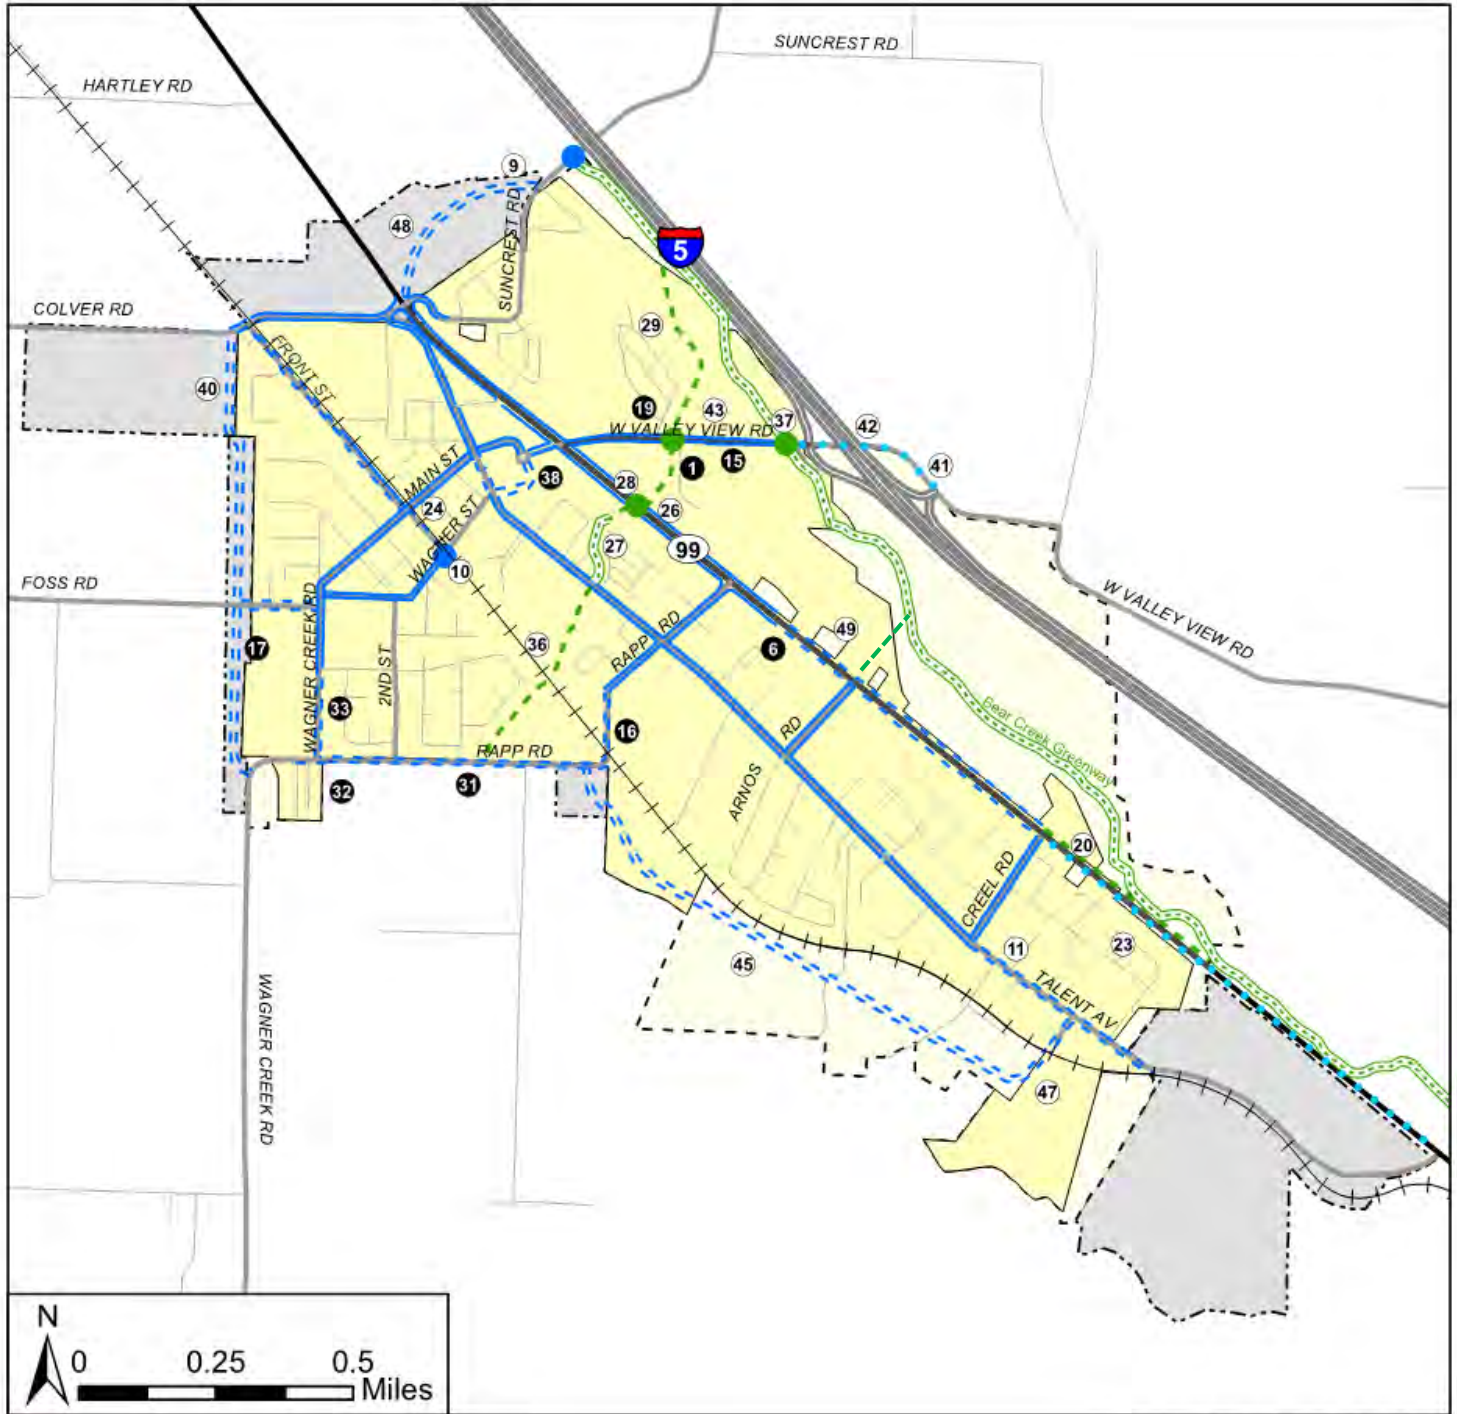 SUNCREST RD
HARTLEY RD
9
SUNCREST RD
48
5
COLVER RD
29
FRONT ST
40
19
43
37
42
W VALLEY VIEW RD
41
MAIN ST
1
15
38
28
24
26
WAGNER ST
27
99
10
FOSS RD
W VALLEY VIEW RD
WAGNER CREEK RD
49
36
RAPP RD
6
17
2ND ST
33
Bear Creek Greenway
16
RD
RAPP RD
31
32
ARNOS
20
CREEL RD
23
11
45
TALENT AV
WAGNER CREEK RD
47
N
0 0.25 0.5
Miles